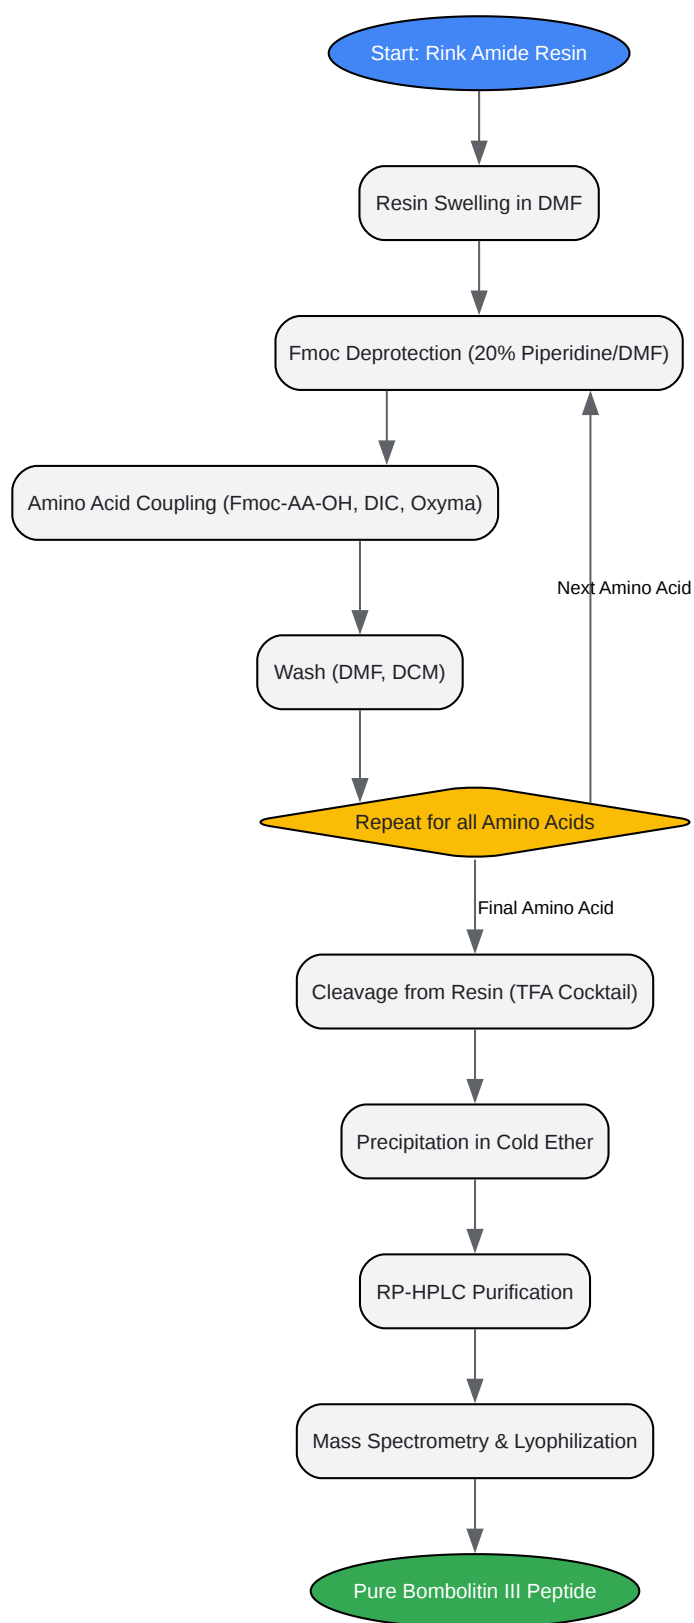 Start: Rink Amide Resin
Resin Swelling in DMF
Fmoc Deprotection (20% Piperidine/DMF)
Amino Acid Coupling (Fmoc-AA-OH, DIC, Oxyma)
Next Amino Acid
Wash (DMF, DCM)
Repeat for all Amino Acids
Final Amino Acid
Cleavage from Resin (TFA Cocktail)
Precipitation in Cold Ether
RP-HPLC Purification
Mass Spectrometry & Lyophilization
Pure Bombolitin III Peptide